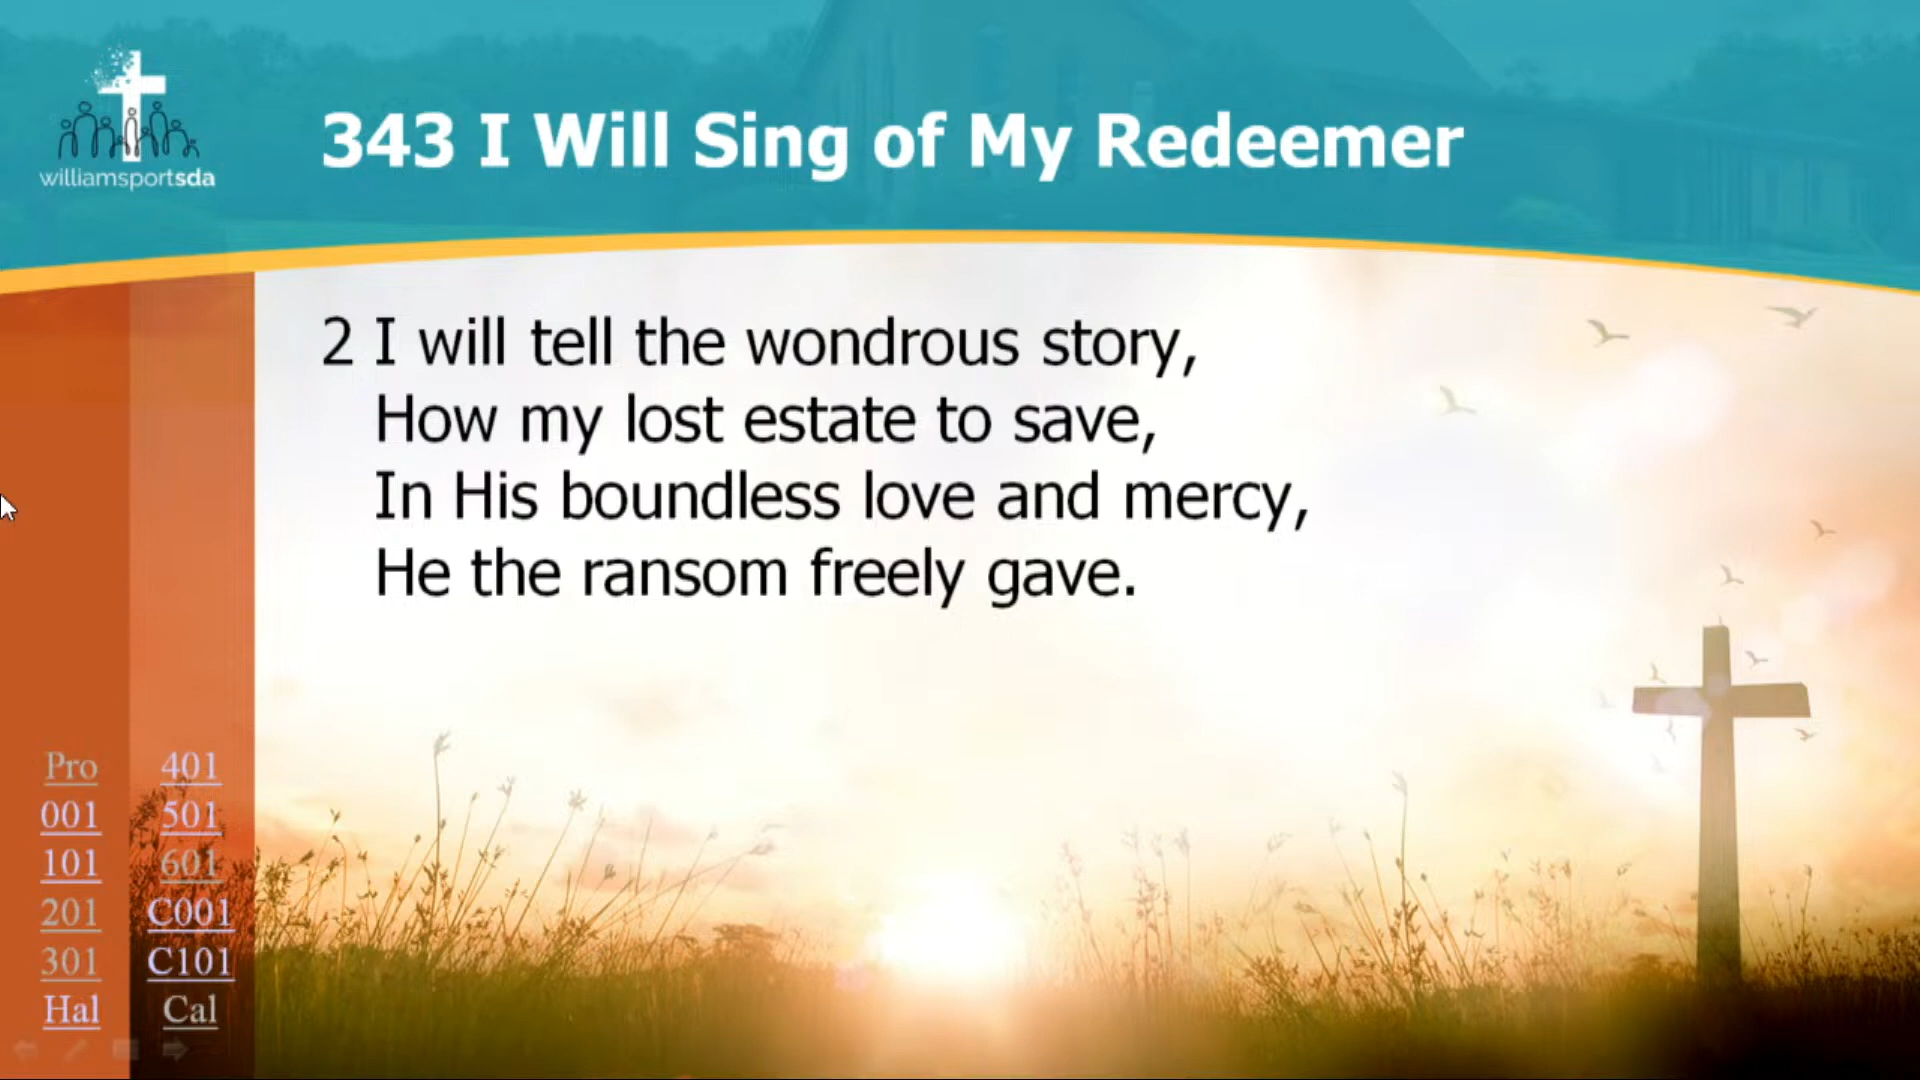 williamsportsda
343 I Will Sing of My Redeemer
2 I will tell the wondrous story,
How my lost estate to save,
In His boundless love and mercy,
He the ransom freely gave.
Pro 401
001 501
101 601
201 C001
301 C101
Hal Cal